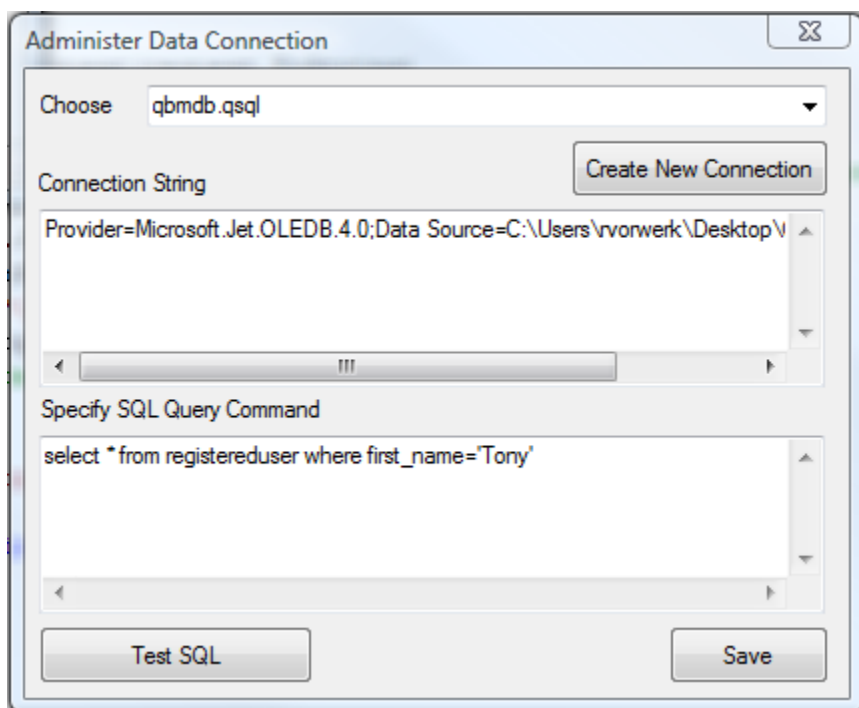 Administer Data Connection
Choose qbmdb.qsql
Create New Connection
Connection String
Provider=Microsoft.Jet.OLEDB.4.0;Data Source=C:\Users\rvorwerk\Desktop\
Specify SQL Query Command
select * from registereduser where first_name='Tony'
Test SQL Save